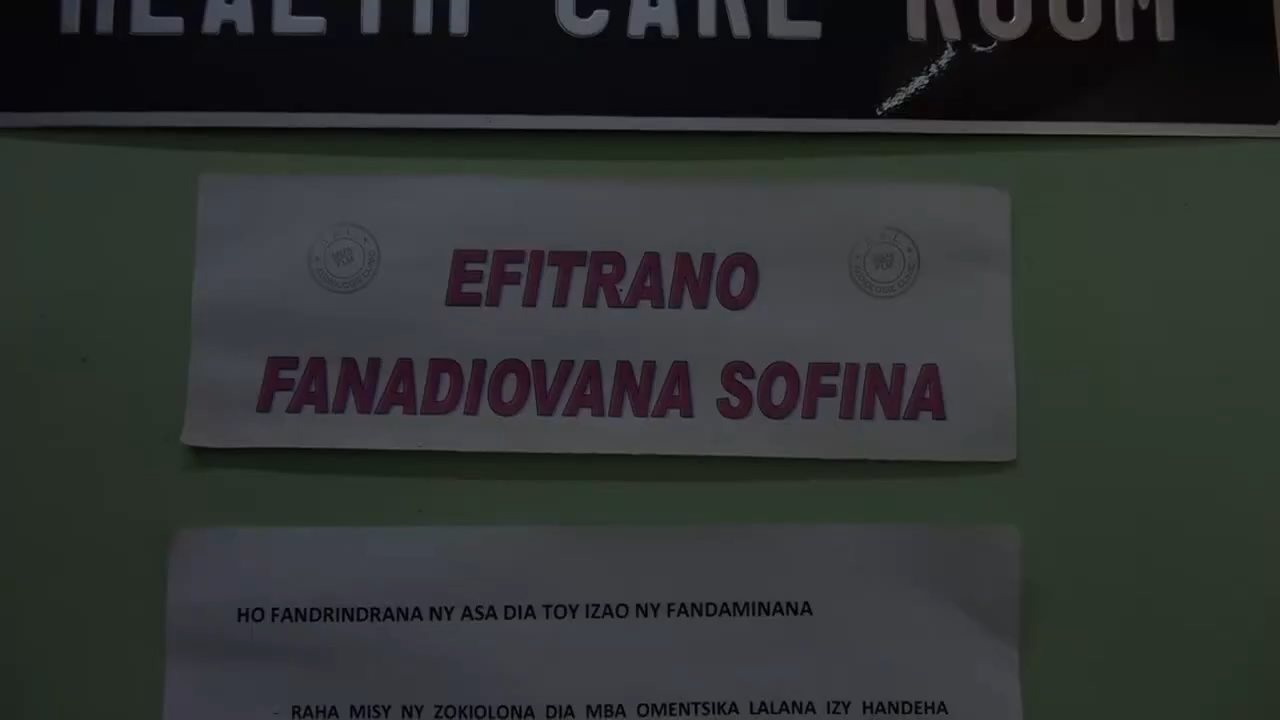 HEALTH CARE ROOM
EFITRANO
FANADIOVANA SOFINA
HO FANDRINDRANA NY ASA DIA TOY IZAO NY FANDAMINANA
- RAHA MISY NY ZOKIOLONA DIA MBA OMENTSIKA LALANA IZY HANDEHA